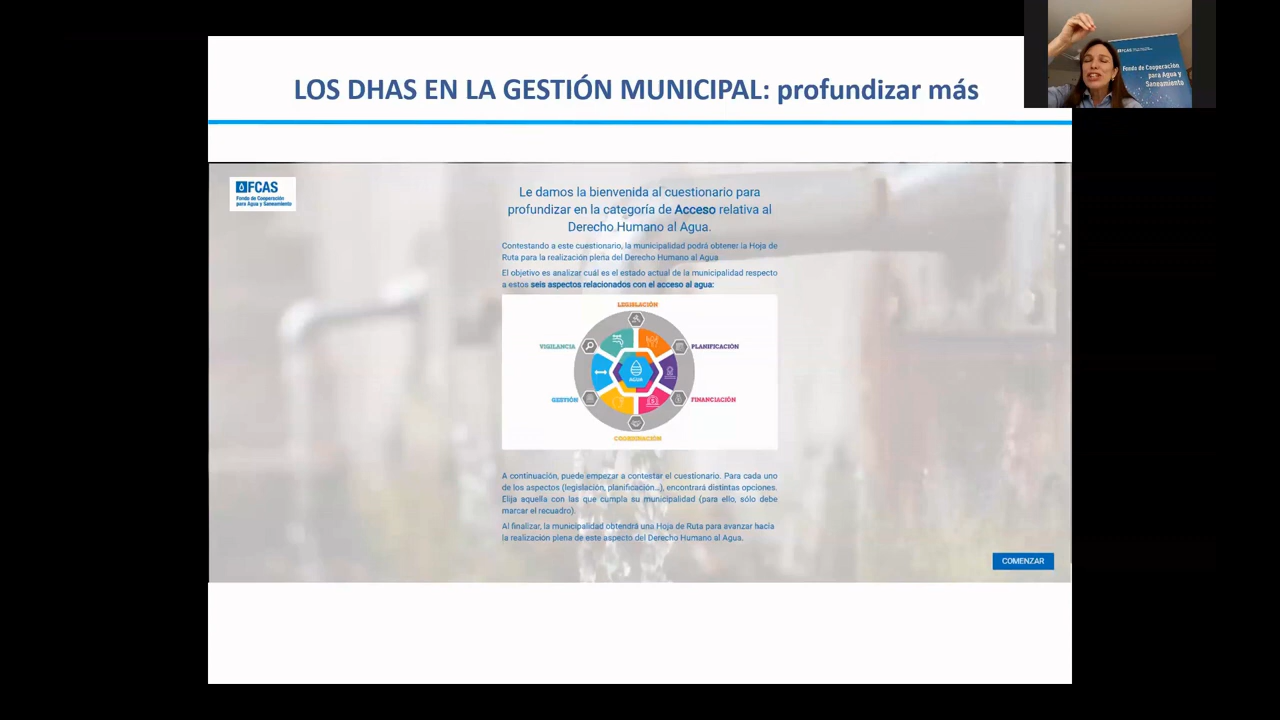 LOS DHAS EN LA GESTIÓN MUNICIPAL: profundizar más
FCAS
Fondo de Cooperación
para Agua y
Saneamiento
FCAS
Fondo de Cooperación
para Agua y Saneamiento
Le damos la bienvenida al cuestionario para
profundizar en la categoría de Acceso relativa al
Derecho Humano al Agua.
Contestando a este cuestionario, la municipalidad podrá obtener la Hoja de
Ruta para la realización plena del Derecho Humano al Agua
El objetivo es analizar cuál es el estado actual de la municipalidad respecto
a estos seis aspectos relacionados con el acceso al agua:
LEGISLACIÓN
VIGILANCIA
PLANIFICACIÓN
AGUA
GESTIÓN
FINANCIACIÓN
COORDINACIÓN
A continuación, puede empezar a contestar el cuestionario. Para cada uno
de los aspectos (legislación, planificación...), encontrará distintas opciones.
Elija aquella con las que cumpla su municipalidad (para ello, sólo debe
marcar el recuadro).
Al finalizar, la municipalidad obtendrá una Hoja de Ruta para avanzar hacia
la realización plena de este aspecto del Derecho Humano al Agua.
COMENZAR